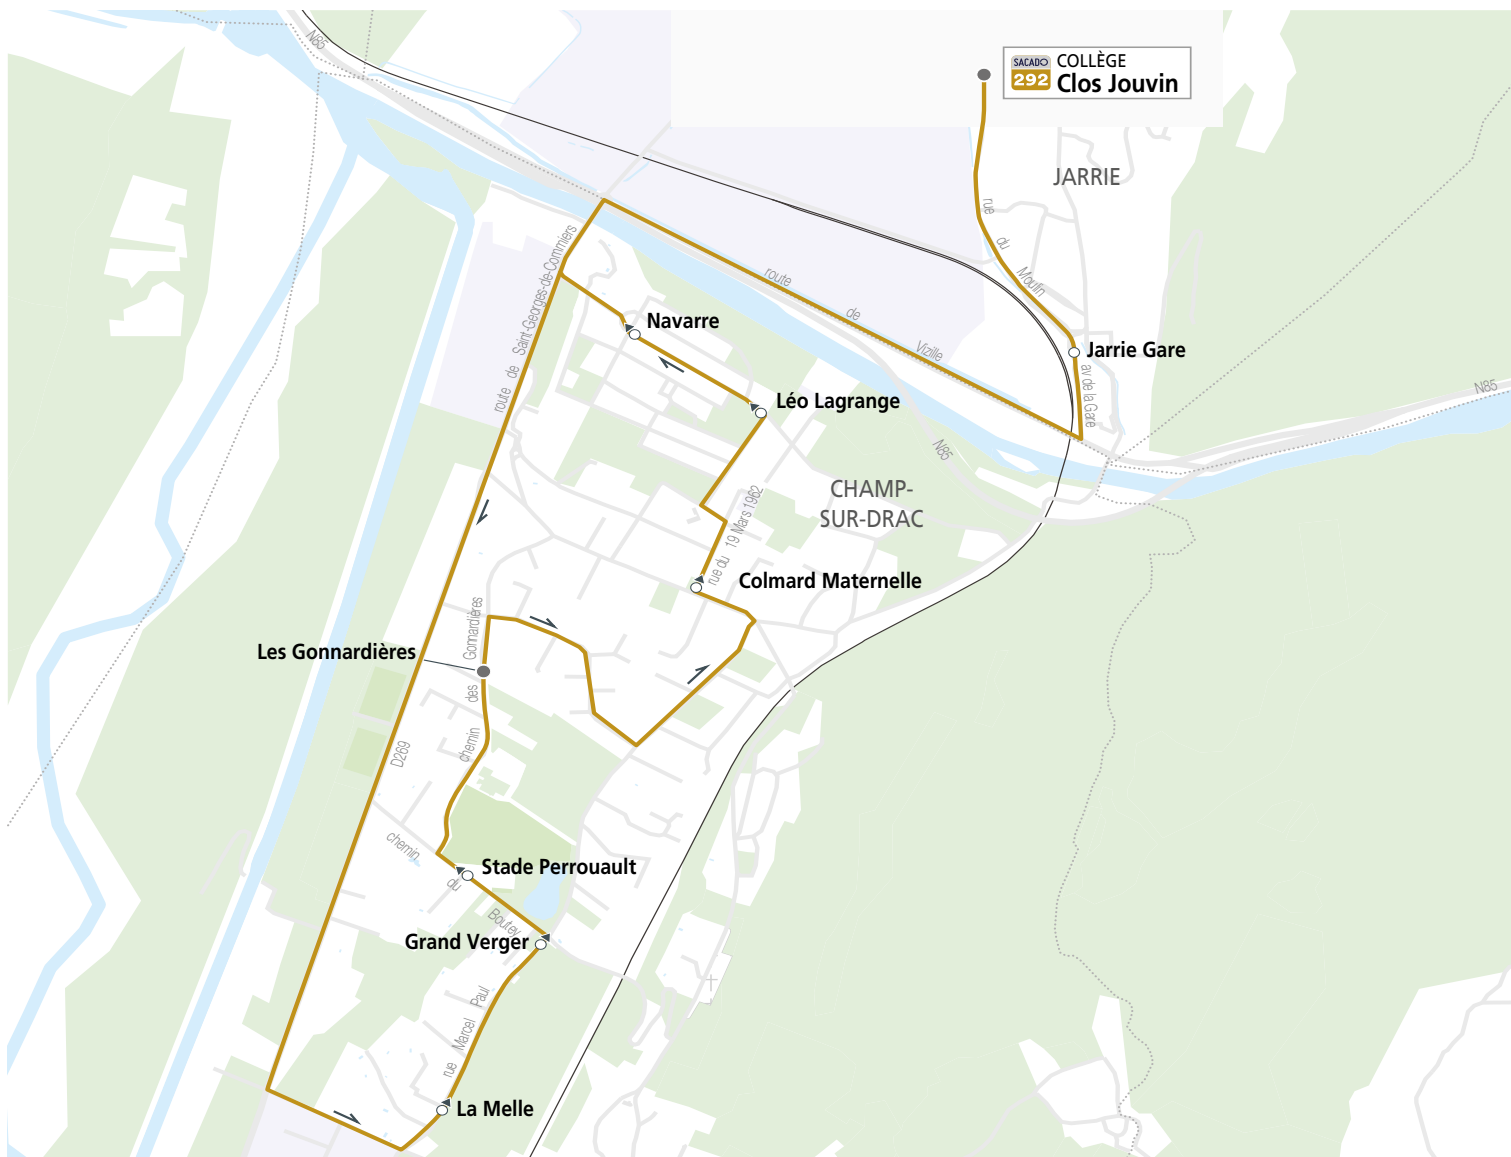 N85
SACADO
292
COLLÈGE
Clos Jouvin
JARRIE
rue du Moulin
route de Saint-Georges-de-Commiers
route de Vizille
Navarre
Jarrie Gare
av de la Gare
N85
Léo Lagrange
N85
CHAMP-
SUR-DRAC
rue du 19 Mars 1962
Colmard Maternelle
Les Gonnardières
chemin des Gonnardières
D269
chemin du Boutey
Stade Perrouault
Grand Verger
rue Marcel Paul
La Melle